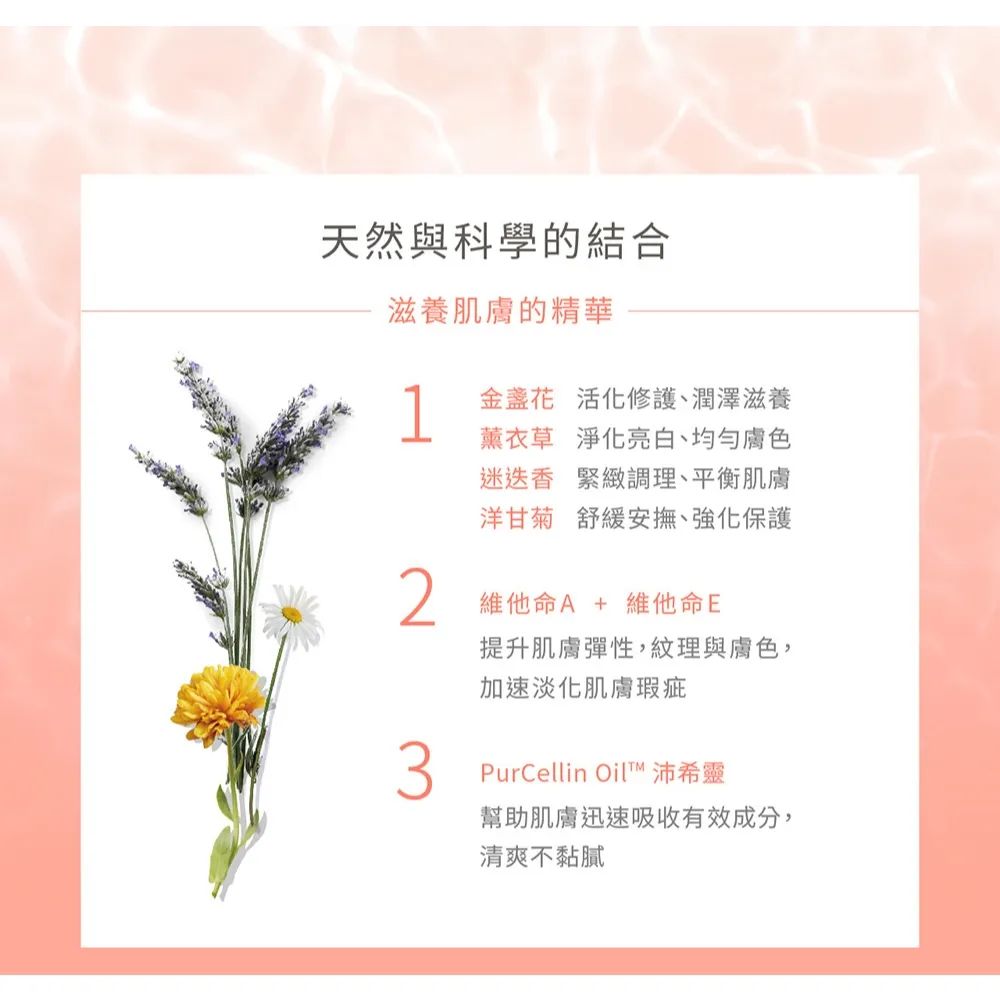 天然與科學的結合
滋養肌膚的精華
1
金盞花 活化修護、潤澤滋養
薰衣草 淨化亮白、均勻膚色
迷迭香 緊緻調理、平衡肌膚
洋甘菊 舒緩安撫、強化保護
2
維他命A + 維他命E
提升肌膚彈性，紋理與膚色，
加速淡化肌膚瑕疵
3
PurCellin Oil™ 沛希靈
幫助肌膚迅速吸收有效成分，
清爽不黏膩